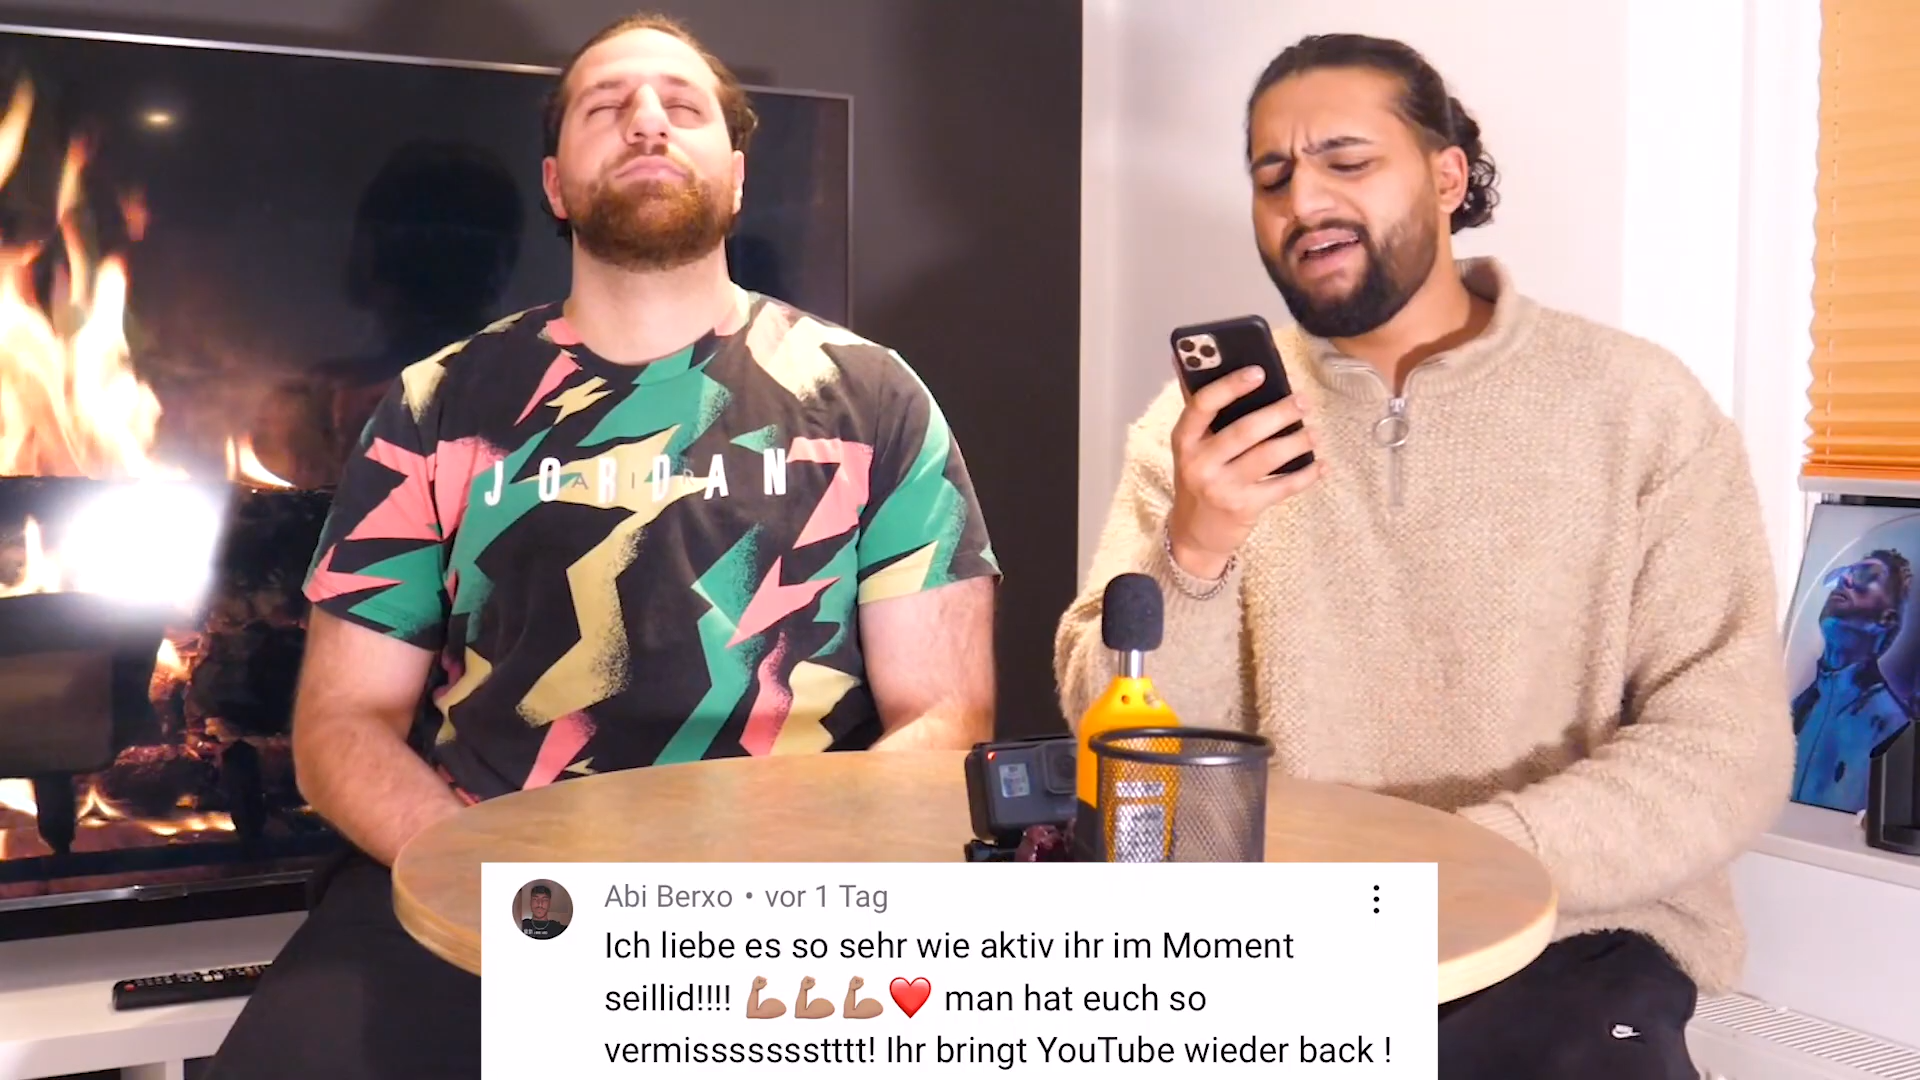 JORDAN
AIR
Abi Berxo • vor 1 Tag
Ich liebe es so sehr wie aktiv ihr im Moment
seillid!!!! 💪🏽💪🏽💪🏽❤️ man hat euch so
vermisssssssstttt! Ihr bringt YouTube wieder back !